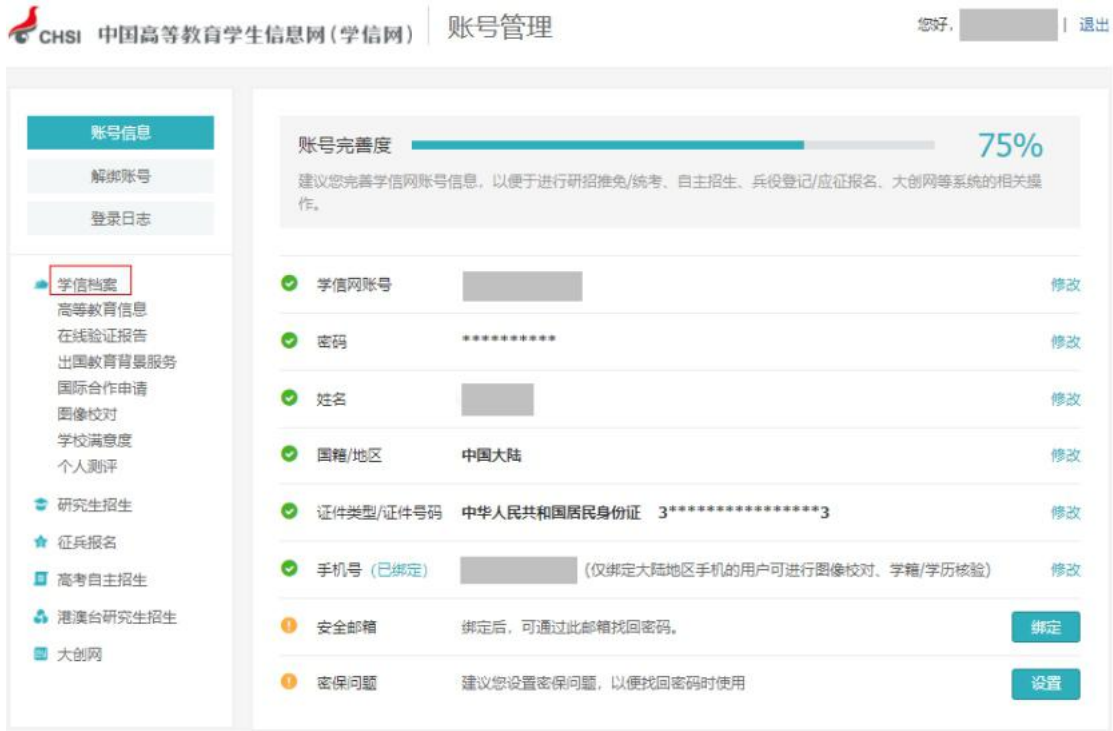 CHSI 中国高等教育学生信息网(学信网) 账号管理 您好, | 退出
账号信息
解绑账号
登录日志
学信档案
高等教育信息
在线验证报告
出国教育背景服务
国际合作申请
图像校对
学校满意度
个人测评
研究生招生
征兵报名
高考自主招生
港澳台研究生招生
大创网
账号完善度 75%
建议您完善学信网账号信息，以便于进行研招推免/统考、自主招生、兵役登记/应征报名、大创网等系统的相关操
作。
学信网账号 修改
密码 ********** 修改
姓名 修改
国籍/地区 中国大陆 修改
证件类型/证件号码 中华人民共和国居民身份证 3****************3 修改
手机号（已绑定） (仅绑定大陆地区手机的用户可进行图像校对、学籍/学历核验) 修改
安全邮箱 绑定后，可通过此邮箱找回密码。 绑定
密保问题 建议您设置密保问题，以便找回密码时使用 设置